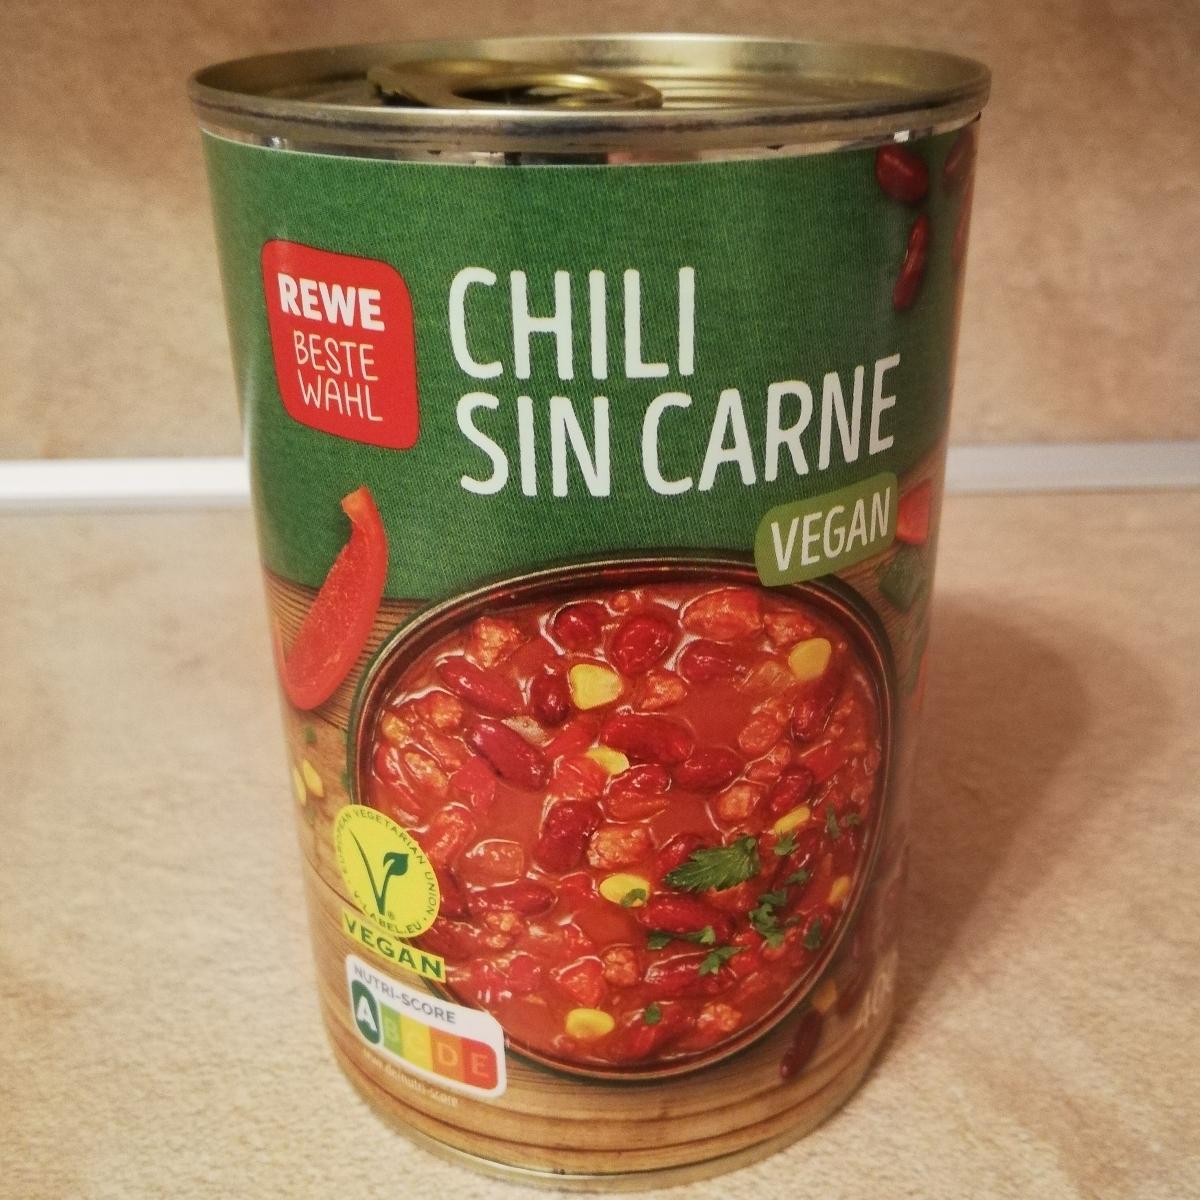 REWE
BESTE
WAHL
CHILI
SIN CARNE
VEGAN
EUROPEAN VEGETARIAN UNION
V-LABEL.EU
VEGAN
NUTRI-SCORE
A B C D E